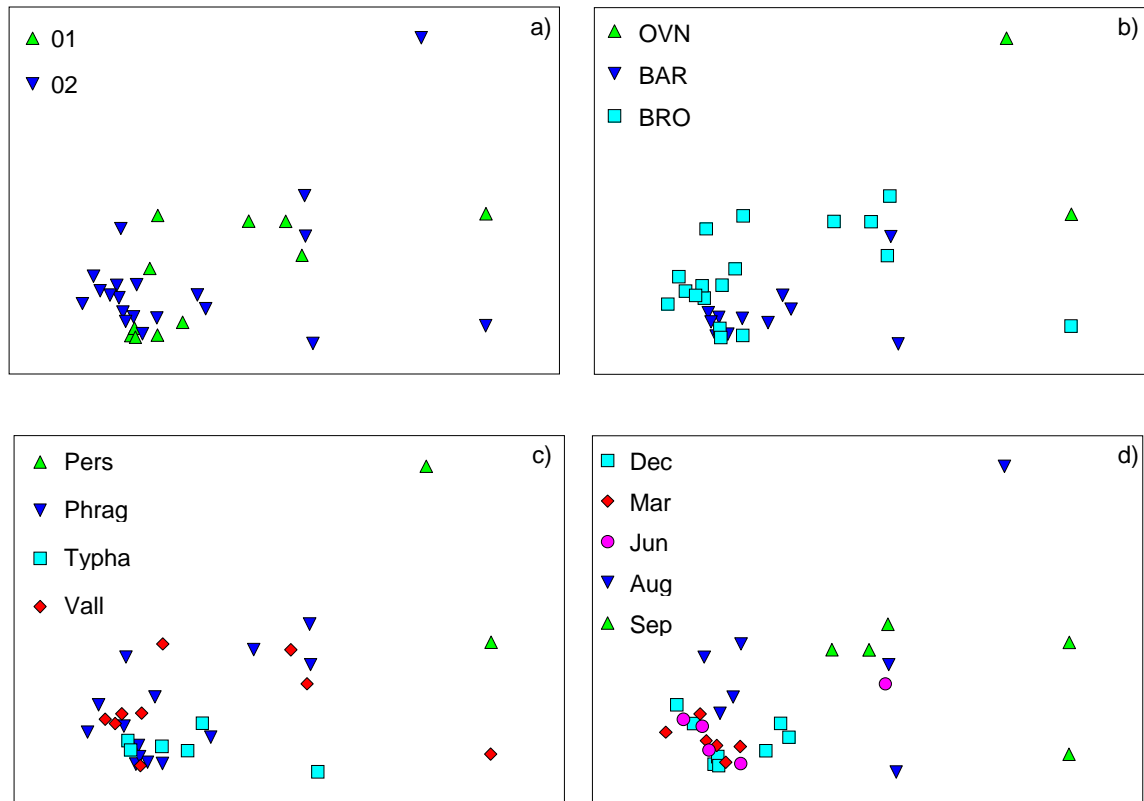 a)
01
02
b)
OVN
BAR
BRO
c)
Pers
Phrag
Typha
Vall
d)
Dec
Mar
Jun
Aug
Sep